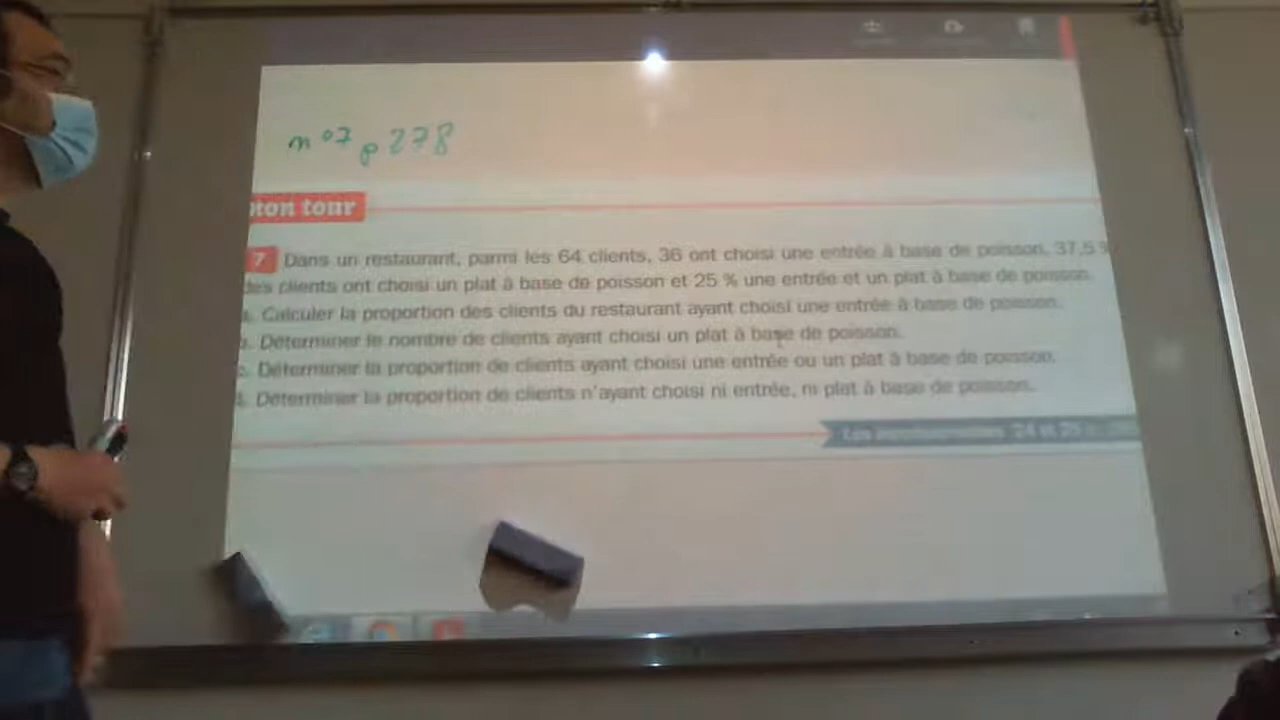 n°7 p278
ton tour
7 Dans un restaurant, parmi les 64 clients, 36 ont choisi une entrée à base de poisson, 37,5 %
des clients ont choisi un plat à base de poisson et 25 % une entrée et un plat à base de poisson.
a. Calculer la proportion des clients du restaurant ayant choisi une entrée à base de poisson.
b. Déterminer le nombre de clients ayant choisi un plat à base de poisson.
c. Déterminer la proportion de clients ayant choisi une entrée ou un plat à base de poisson.
d. Déterminer la proportion de clients n'ayant choisi ni entrée, ni plat à base de poisson.
24 et 25